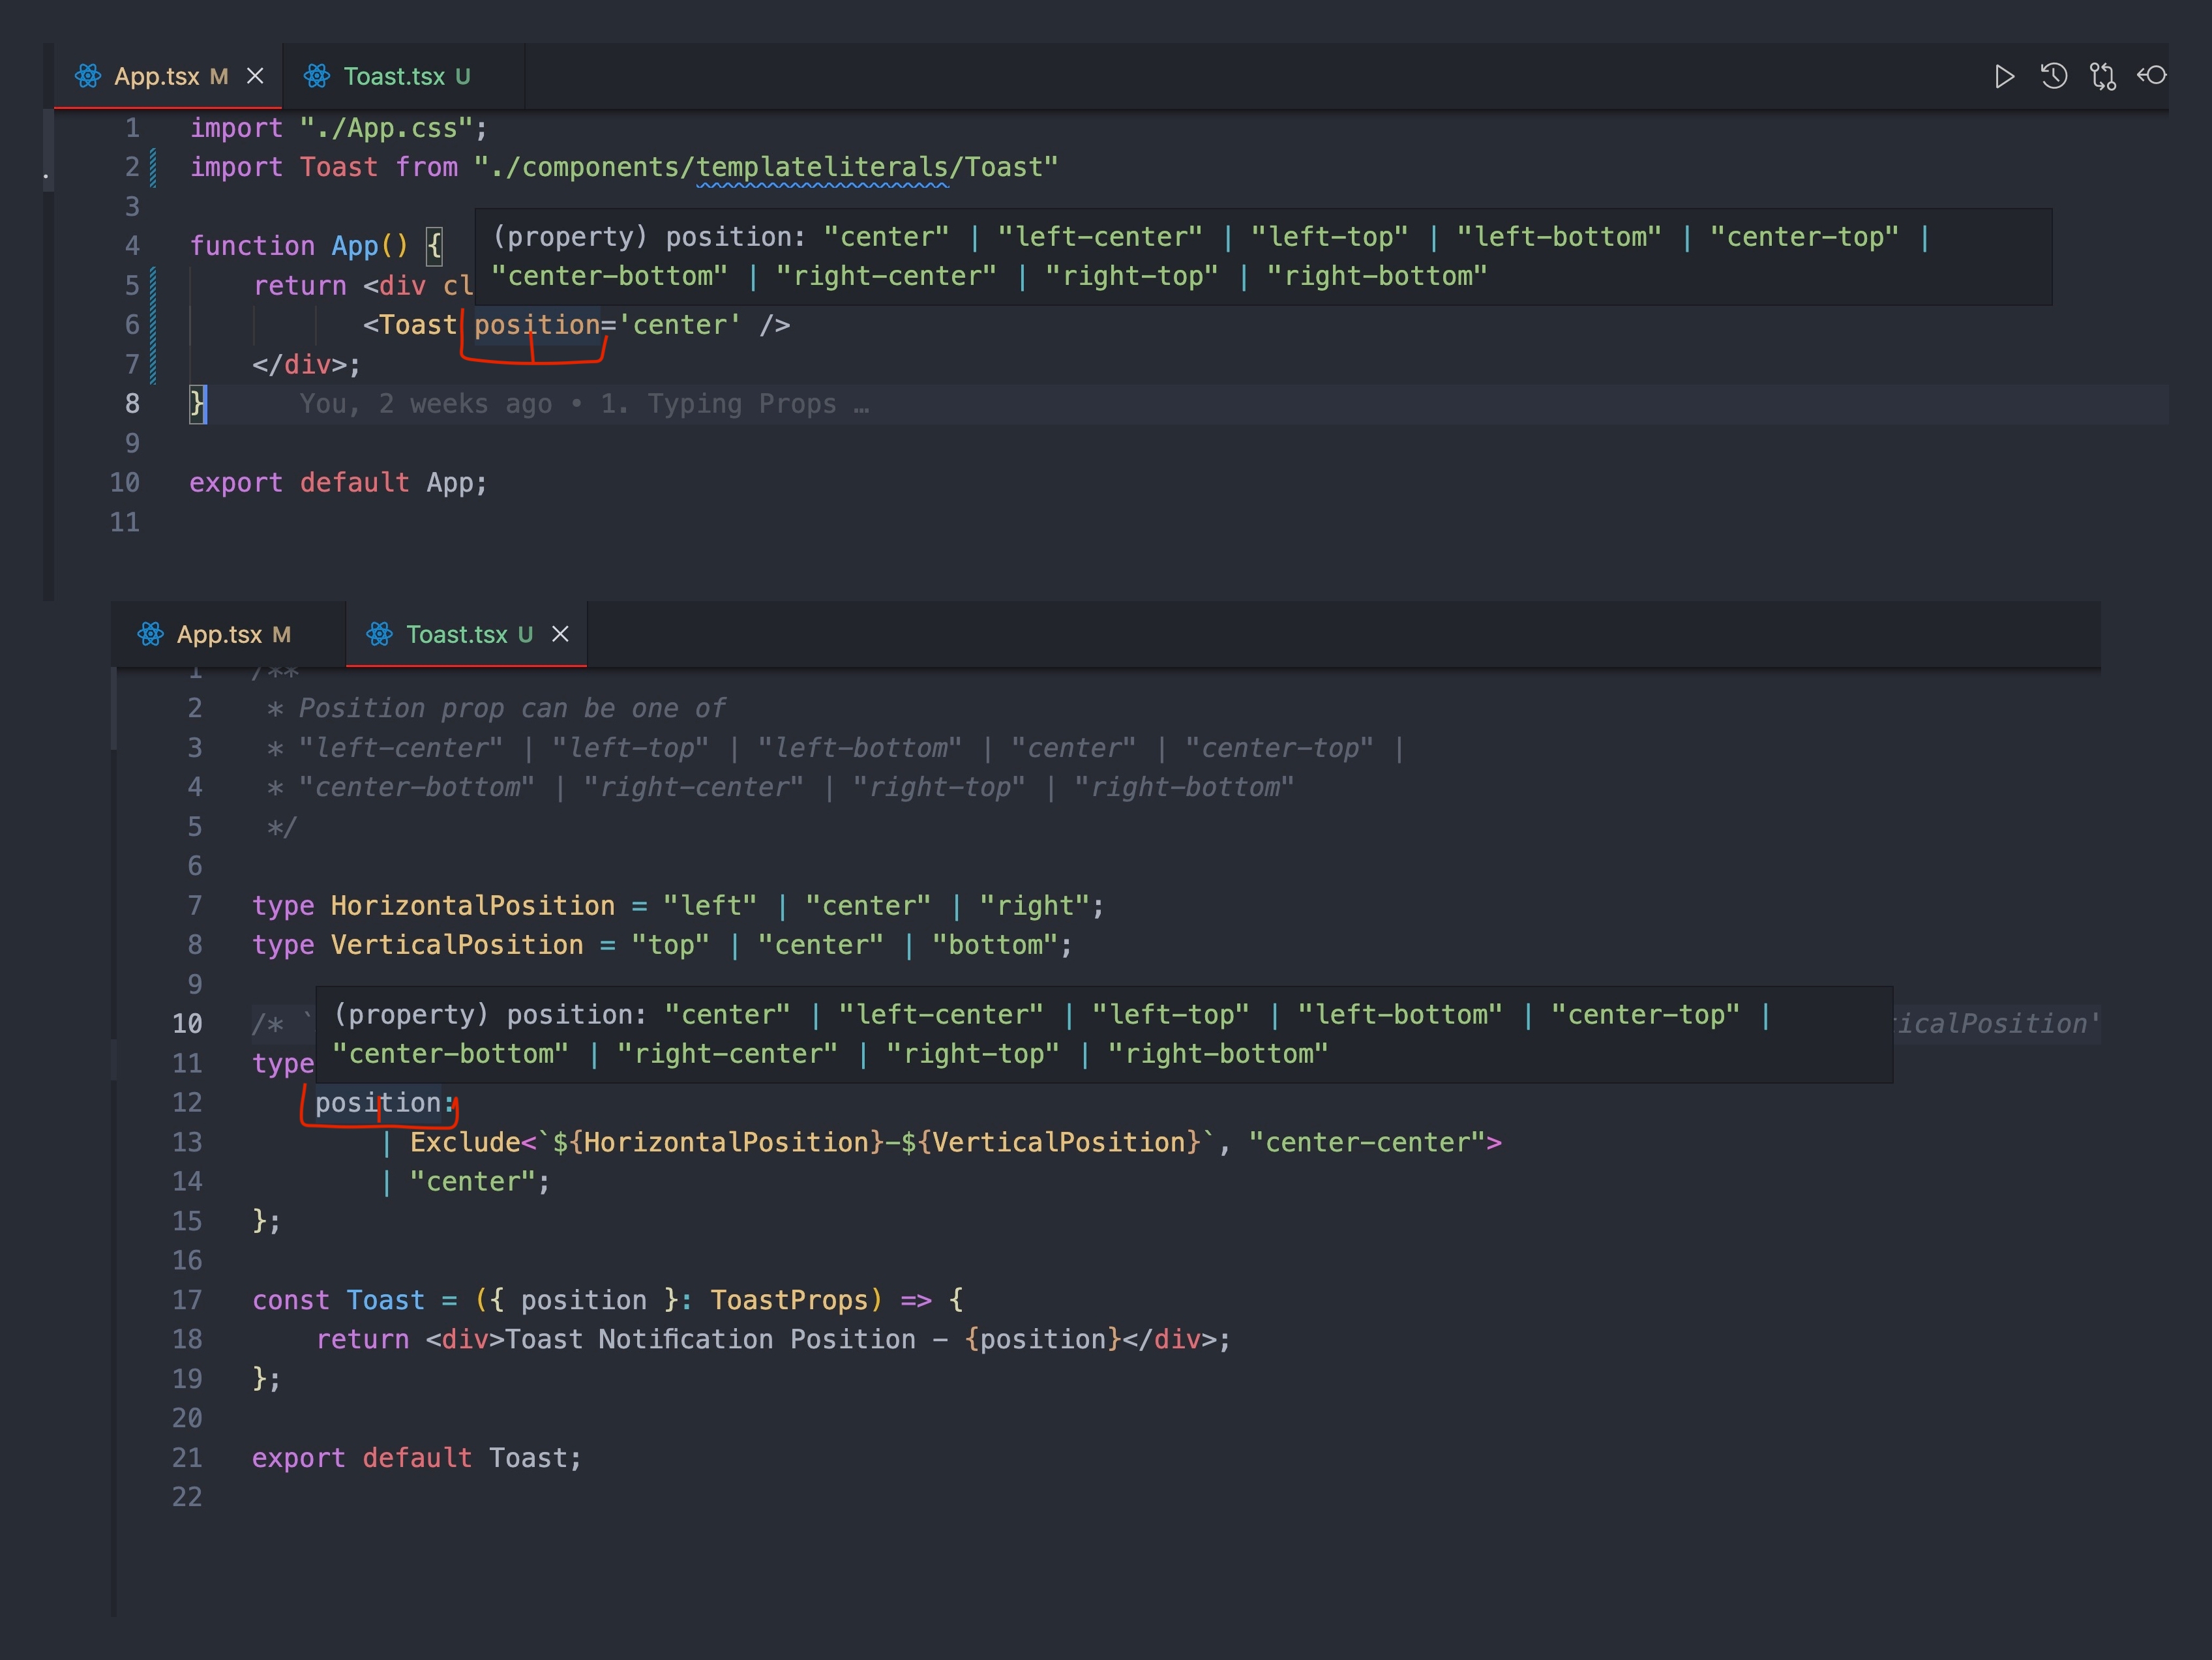 App.tsx M
Toast.tsx U
1 import "./App.css";
2 import Toast from "./components/templateliterals/Toast"
3
(property) position: "center" | "left-center" | "left-top" | "left-bottom" | "center-top" |
"center-bottom" | "right-center" | "right-top" | "right-bottom"
4 function App() {
5 return <div cl
6 <Toast position='center' />
7 </div>;
8 } You, 2 weeks ago • 1. Typing Props …
9
10 export default App;
11
App.tsx M
Toast.tsx U
1 /**
2 * Position prop can be one of
3 * "left-center" | "left-top" | "left-bottom" | "center" | "center-top" |
4 * "center-bottom" | "right-center" | "right-top" | "right-bottom"
5 */
6
7 type HorizontalPosition = "left" | "center" | "right";
8 type VerticalPosition = "top" | "center" | "bottom";
9
(property) position: "center" | "left-center" | "left-top" | "left-bottom" | "center-top" |
"center-bottom" | "right-center" | "right-top" | "right-bottom"
10 /* ` icalPosition'
11 type
12 position:
13 | Exclude<`${HorizontalPosition}-${VerticalPosition}`, "center-center">
14 | "center";
15 };
16
17 const Toast = ({ position }: ToastProps) => {
18 return <div>Toast Notification Position - {position}</div>;
19 };
20
21 export default Toast;
22